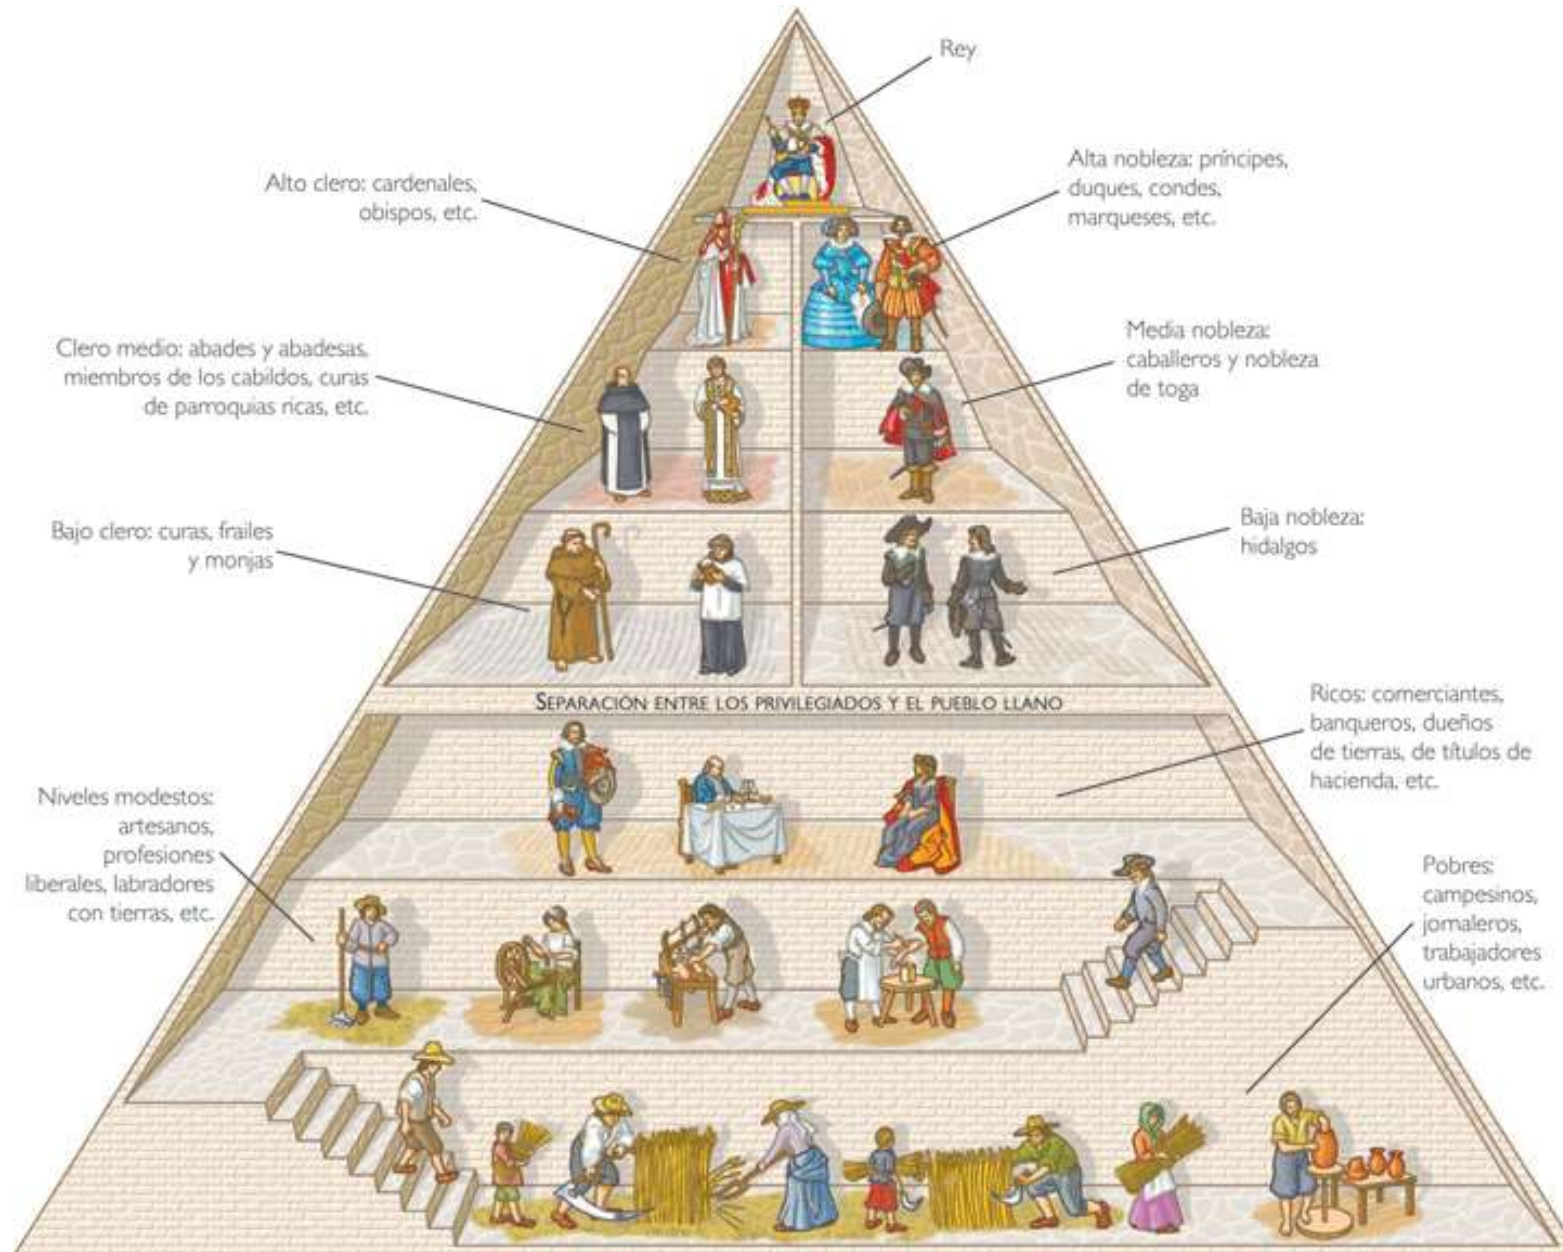 Rey
Alto clero: cardenales,
obispos, etc.
Alta nobleza: príncipes,
duques, condes,
marqueses, etc.
Clero medio: abades y abadesas,
miembros de los cabildos, curas
de parroquias ricas, etc.
Media nobleza:
caballeros y nobleza
de toga
Bajo clero: curas, frailes
y monjas
Baja nobleza:
hidalgos
SEPARACIÓN ENTRE LOS PRIVILEGIADOS Y EL PUEBLO LLANO
Ricos: comerciantes,
banqueros, dueños
de tierras, de títulos de
hacienda, etc.
Niveles modestos:
artesanos,
profesiones
liberales, labradores
con tierras, etc.
Pobres:
campesinos,
jornaleros,
trabajadores
urbanos, etc.